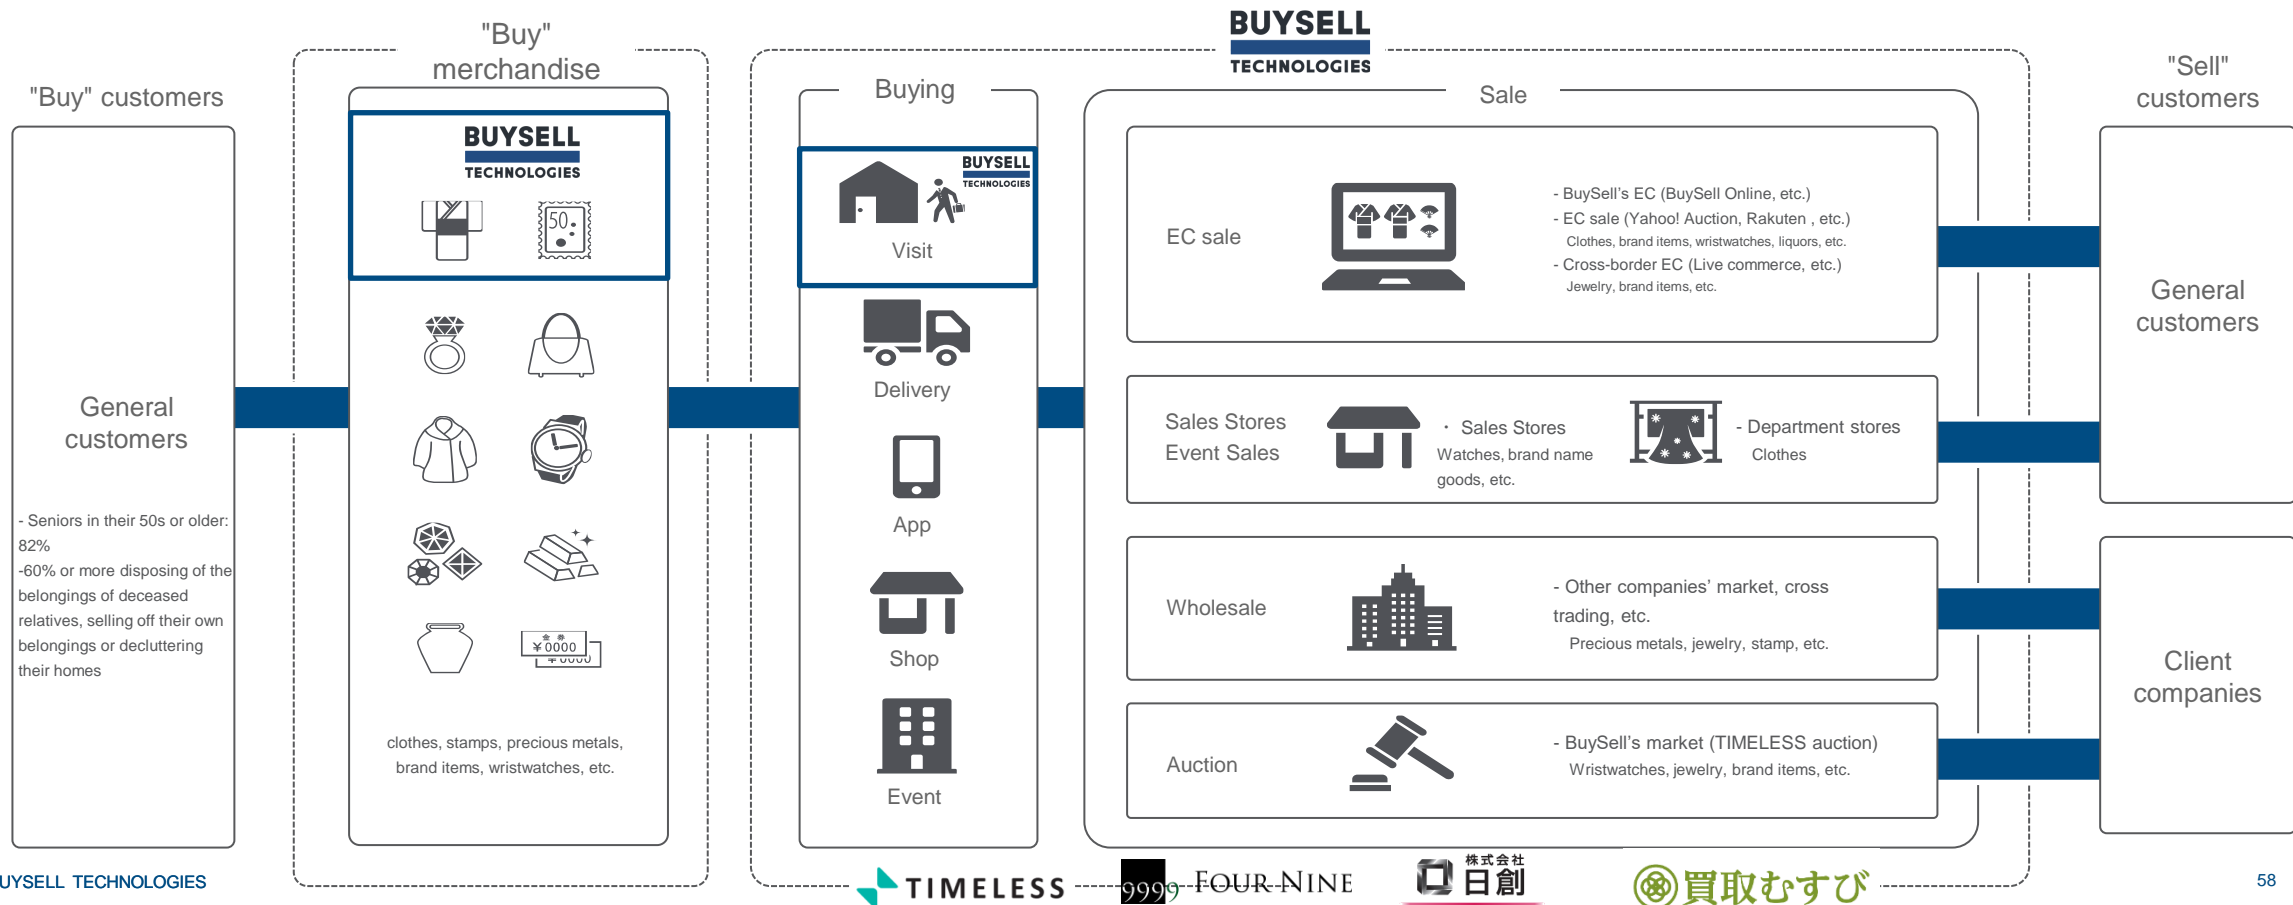 "Buy" customers
General
customers
- Seniors in their 50s or older:
82%
-60% or more disposing of the
belongings of deceased
relatives, selling off their own
belongings or decluttering
their homes
"Buy"
merchandise
BUYSELL
TECHNOLOGIES
50
金 券
¥0000
¥0000
clothes, stamps, precious metals,
brand items, wristwatches, etc.
BUYSELL
TECHNOLOGIES
Buying
BUYSELL
TECHNOLOGIES
Visit
Delivery
App
Shop
Event
Sale
EC sale
- BuySell's EC (BuySell Online, etc.)
- EC sale (Yahoo! Auction, Rakuten , etc.)
Clothes, brand items, wristwatches, liquors, etc.
- Cross-border EC (Live commerce, etc.)
Jewelry, brand items, etc.
Sales Stores
Event Sales
・ Sales Stores
Watches, brand name
goods, etc.
- Department stores
Clothes
Wholesale
- Other companies' market, cross
trading, etc.
Precious metals, jewelry, stamp, etc.
Auction
- BuySell's market (TIMELESS auction)
Wristwatches, jewelry, brand items, etc.
"Sell"
customers
General
customers
Client
companies
UYSELL TECHNOLOGIES
TIMELESS
9999 FOUR NINE
株式会社
日創
買取むすび
58